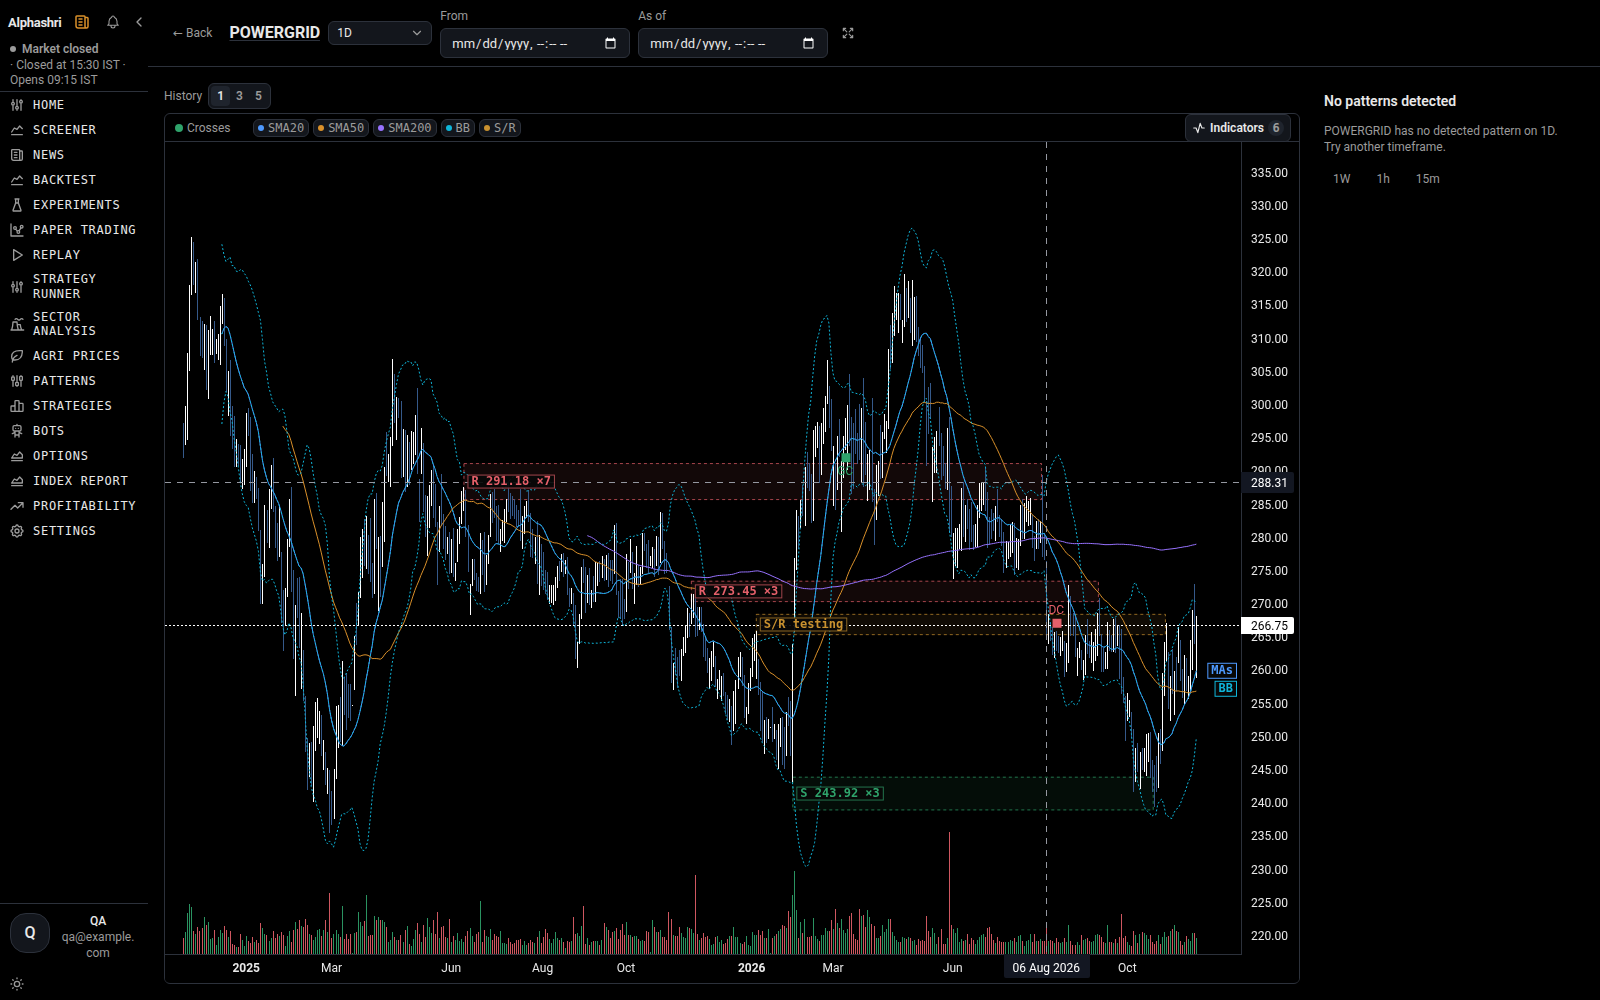 Alphashri
Market closed
· Closed at 15:30 IST ·
Opens 09:15 IST
HOME
SCREENER
NEWS
BACKTEST
EXPERIMENTS
PAPER TRADING
REPLAY
STRATEGY
RUNNER
SECTOR
ANALYSIS
AGRI PRICES
PATTERNS
STRATEGIES
BOTS
OPTIONS
INDEX REPORT
PROFITABILITY
SETTINGS
Q
QA
qa@example.
com
← Back
POWERGRID
1D
From
mm/dd/yyyy, --:-- --
As of
mm/dd/yyyy, --:-- --
History
1 3 5
Crosses
SMA20
SMA50
SMA200
BB
S/R
Indicators 6
R 291.18 ×7
R 273.45 ×3
S/R testing
S 243.92 ×3
DC
MAs
BB
335.00
330.00
325.00
320.00
315.00
310.00
305.00
300.00
295.00
290.00
288.31
285.00
280.00
275.00
270.00
266.75
265.00
260.00
255.00
250.00
245.00
240.00
235.00
230.00
225.00
220.00
2025 Mar Jun Aug Oct 2026 Mar Jun 06 Aug 2026 Oct
No patterns detected
POWERGRID has no detected pattern on 1D.
Try another timeframe.
1W 1h 15m